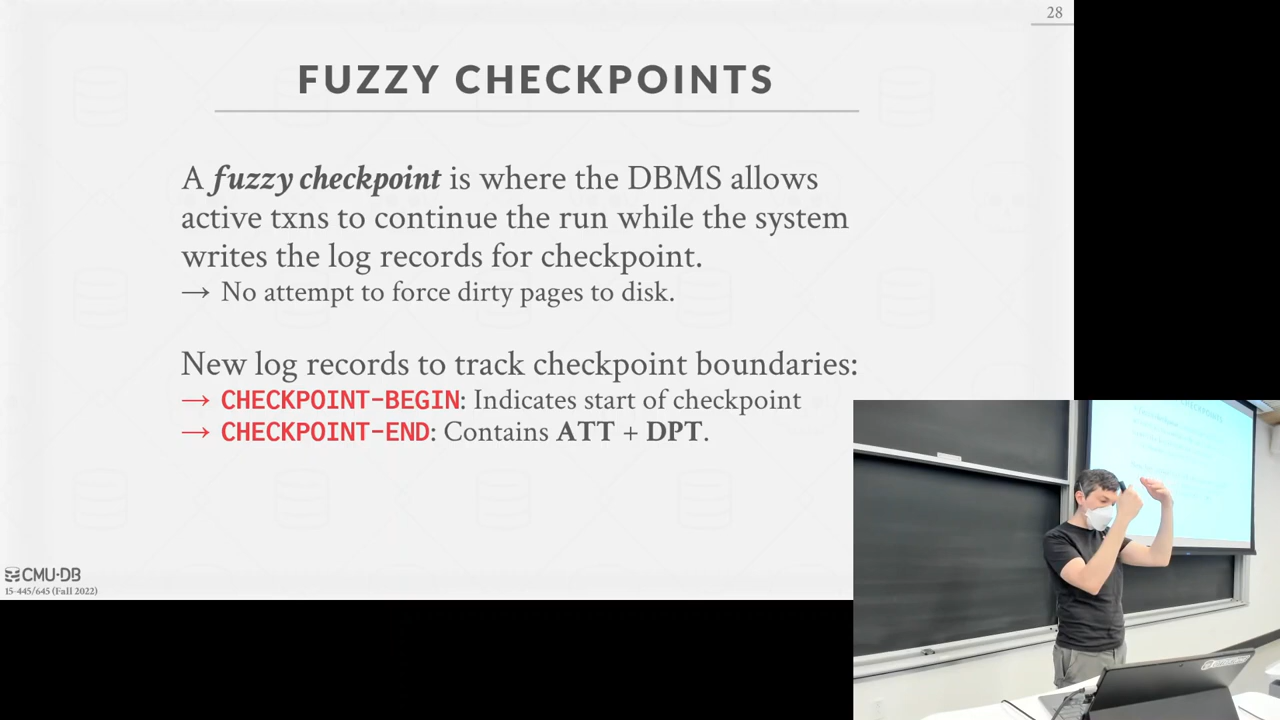 28
FUZZY CHECKPOINTS
A fuzzy checkpoint is where the DBMS allows
active txns to continue the run while the system
writes the log records for checkpoint.
→ No attempt to force dirty pages to disk.
New log records to track checkpoint boundaries:
→ CHECKPOINT-BEGIN: Indicates start of checkpoint
→ CHECKPOINT-END: Contains ATT + DPT.
CMU·DB
15-445/645 (Fall 2022)